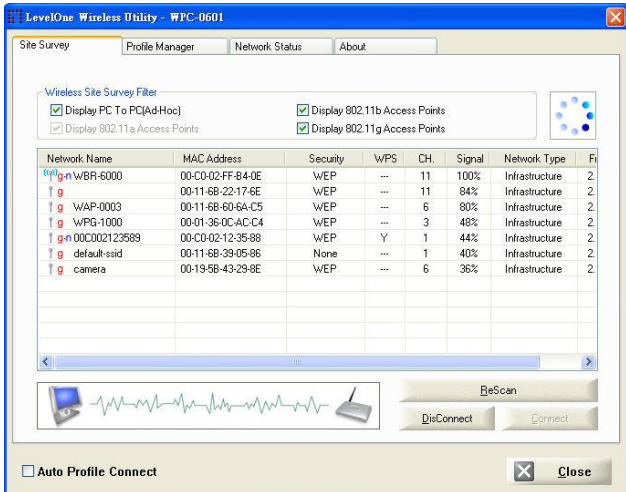 LevelOne Wireless Utility - WPC-0601
Site Survey Profile Manager Network Status About
Wireless Site Survey Filter
Display PC To PC(Ad-Hoc) Display 802.11b Access Points
Display 802.11a Access Points Display 802.11g Access Points
Network Name MAC Address Security WPS CH. Signal Network Type
g-n WBR-6000 00-C0-02-FF-B4-0E WEP --- 11 100% Infrastructure 2.
g 00-11-6B-22-17-6E WEP --- 11 84% Infrastructure 2.
g WAP-0003 00-11-6B-60-6A-C5 WEP --- 6 80% Infrastructure 2.
g WPG-1000 00-01-36-0C-AC-C4 WEP --- 3 48% Infrastructure 2.
g-n 00C002123589 00-C0-02-12-35-88 WEP Y 1 44% Infrastructure 2.
g default-ssid 00-11-6B-39-05-86 None --- 1 40% Infrastructure 2.
g camera 00-19-5B-43-29-8E WEP --- 6 36% Infrastructure 2.
ReScan
DisConnect Connect
Auto Profile Connect Close